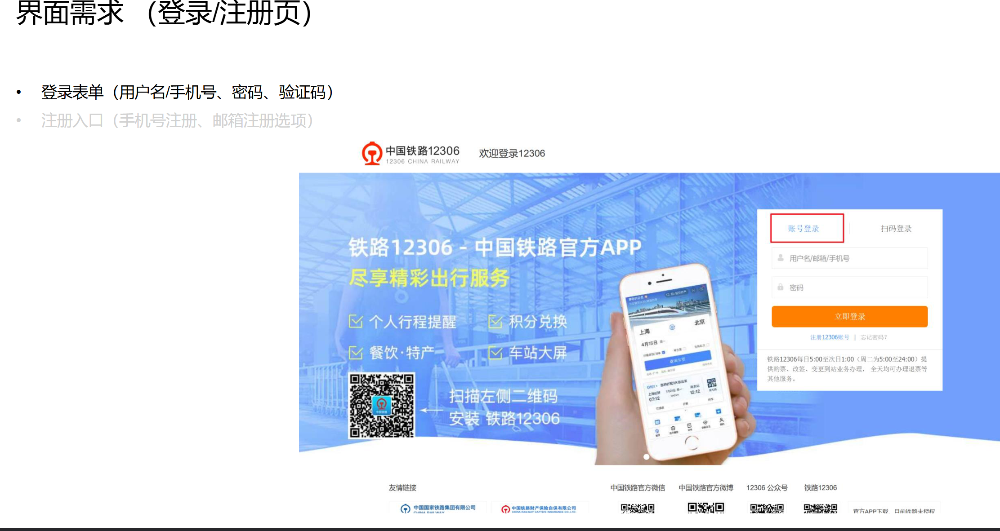 界面需求 （登录/注册页）
• 登录表单（用户名/手机号、密码、验证码）
• 注册入口（手机号注册、邮箱注册选项）
中国铁路12306
12306 CHINA RAILWAY
欢迎登录12306
铁路12306 - 中国铁路官方APP
尽享精彩出行服务
个人行程提醒
积分兑换
餐饮·特产
车站大屏
扫描左侧二维码
安装 铁路12306
上海
北京
4月15日
07:12
12:12
账号登录
扫码登录
用户名/邮箱/手机号
密码
立即登录
注册12306账号 | 忘记密码？
铁路12306每日5:00至次日1:00（周二为5:00至24:00）提
供购票、改签、变更到站业务办理， 全天均可办理退票等
其他服务。
友情链接
中国铁路官方微信
中国铁路官方微博
12306 公众号
铁路12306
中国国家铁路集团有限公司
CHINA RAILWAY
中国铁路财产保险自保有限公司
CHINA RAILWAY CAPTIVE INSURANCE CO.,LTD.
官方APP下载，目前铁路未授权